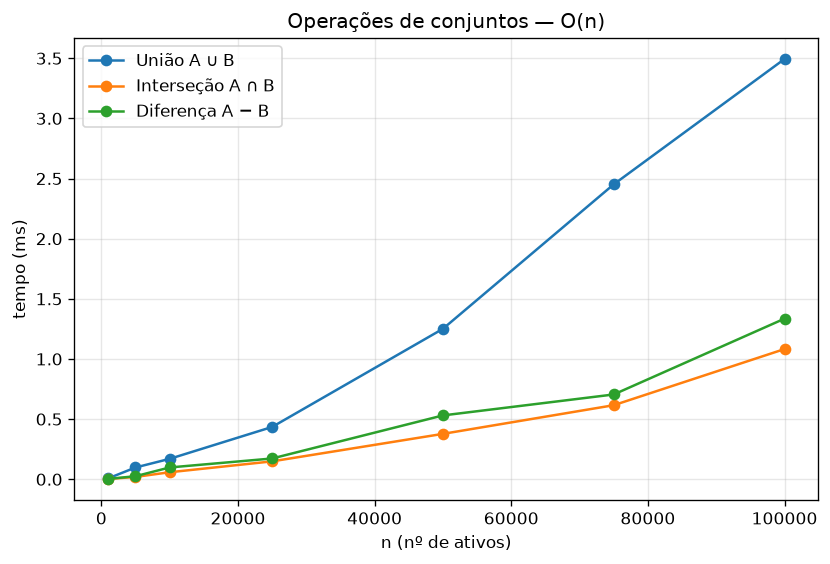 Operações de conjuntos — O(n)
União A ∪ B
Interseção A ∩ B
Diferença A − B
tempo (ms)
3.5
3.0
2.5
2.0
1.5
1.0
0.5
0.0
0
20000
40000
60000
80000
100000
n (nº de ativos)